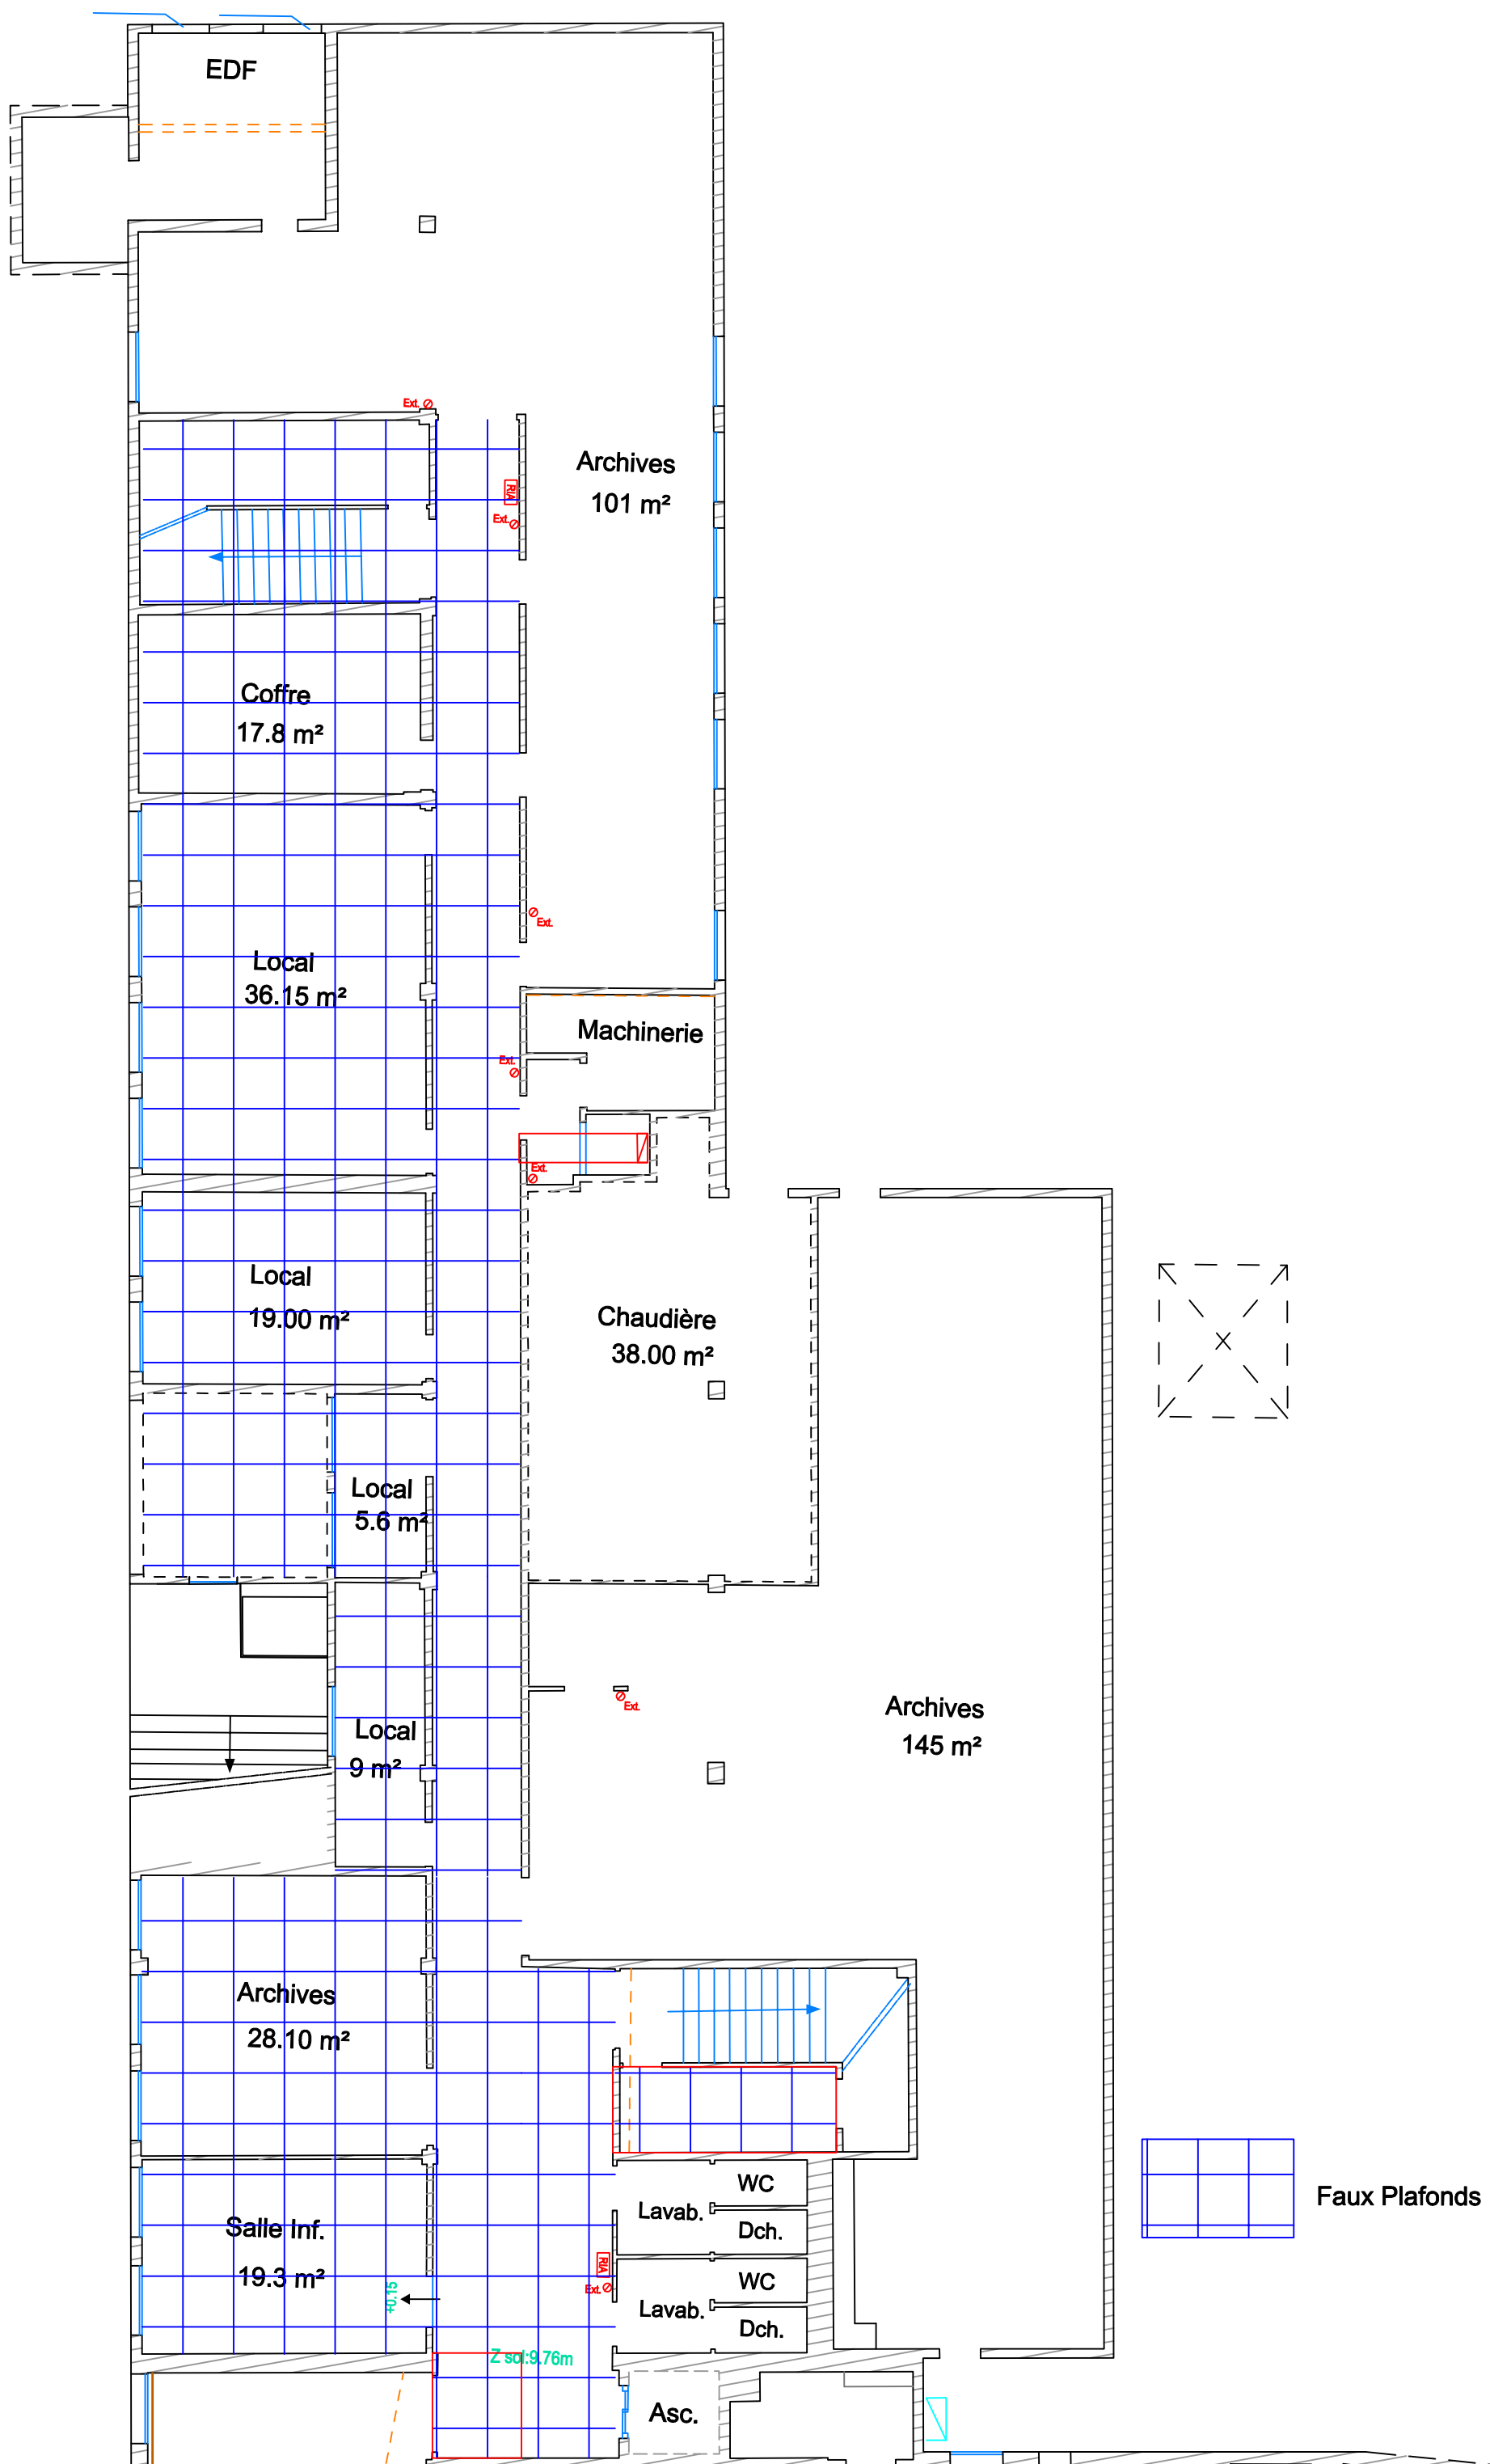 EDF
Ext.
Archives
101 m²
RIA
Ext.
Coffre
17.8 m²
Ext.
Local
36.15 m²
Machinerie
Ext.
Ext.
Local
19.00 m²
Chaudière
38.00 m²
Local
5.6 m²
Ext.
Archives
145 m²
Local
9 m²
Archives
28.10 m²
WC
Lavab.
Dch.
Faux Plafonds
Salle Inf.
19.3 m²
RIA
Ext.
WC
Lavab.
Dch.
+0.15
Z sol:9.76m
Asc.